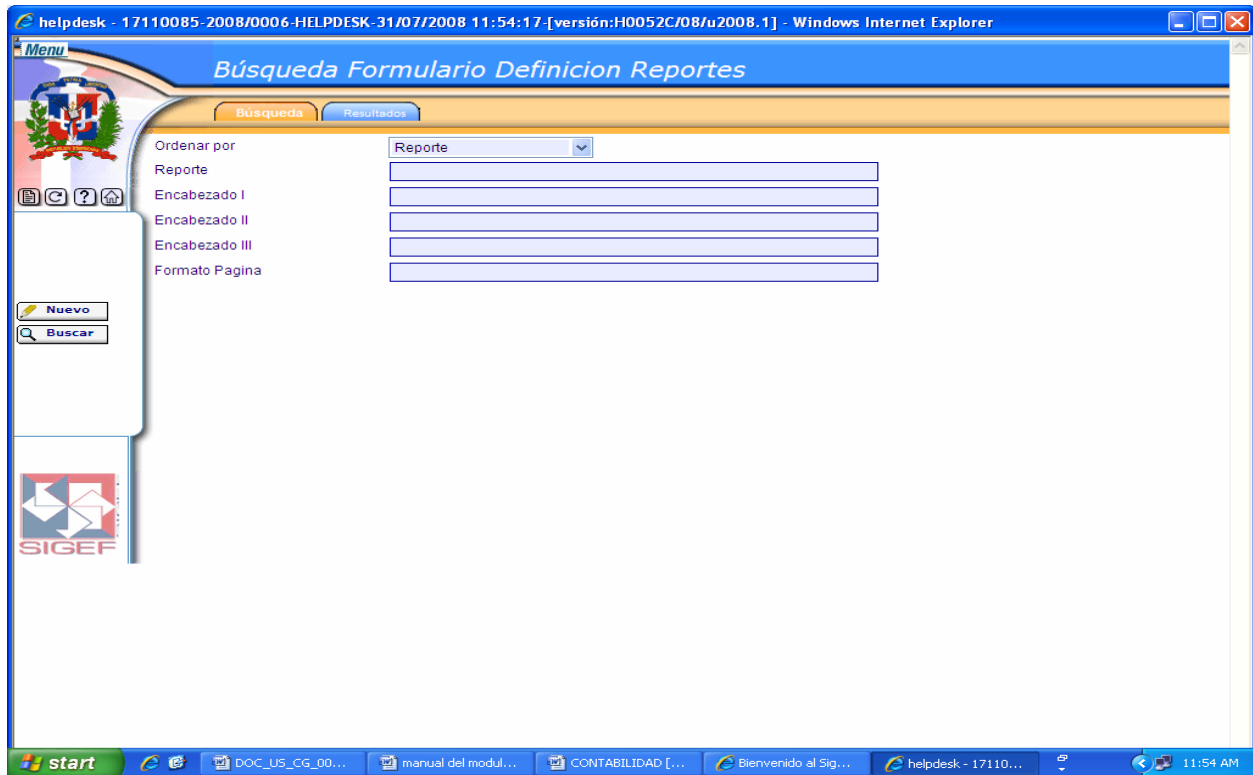 helpdesk - 17110085-2008/0006-HELPDESK-31/07/2008 11:54:17-[versión:H0052C/08/u2008.1] - Windows Internet Explorer
Menu
Búsqueda Formulario Definicion Reportes
Búsqueda Resultados
Ordenar por Reporte
Reporte
Encabezado I
Encabezado II
Encabezado III
Formato Pagina
Nuevo
Buscar
SIGEF
start DOC_US_CG_00... manual del modul... CONTABILIDAD [... Bienvenido al Sig... helpdesk - 17110... 11:54 AM